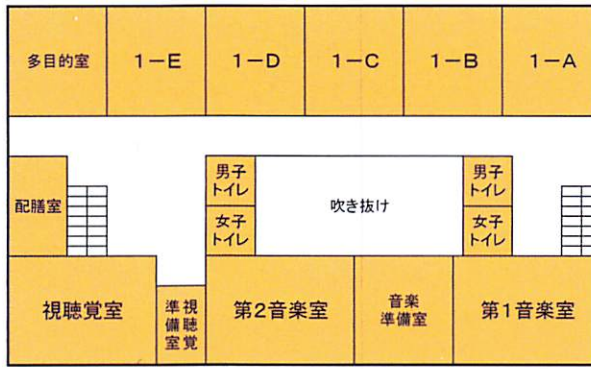 多目的室
1－E
1－D
1－C
1－B
1－A
配膳室
男子
トイレ
女子
トイレ
吹き抜け
男子
トイレ
女子
トイレ
視聴覚室
視聴覚
準備室
第2音楽室
音楽
準備室
第1音楽室